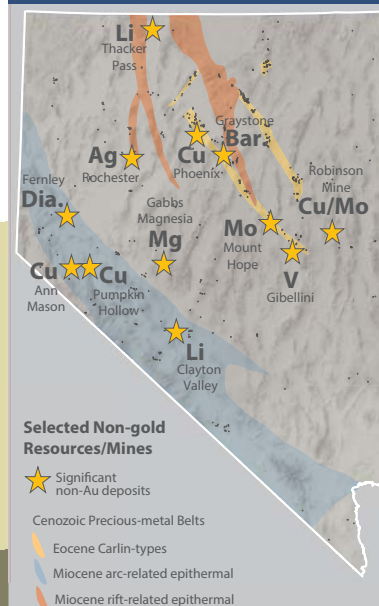 Li
Thacker
Pass
Graystone
Bar.
Ag
Rochester
Cu
Phoenix
Robinson
Mine
Cu/Mo
Fernley
Dia.
Gabbs
Magnesia
Mg
Mo
Mount
Hope
V
Gibellini
Cu
Ann
Mason
Cu
Pumpkin
Hollow
Li
Clayton
Valley
Selected Non-gold
Resources/Mines
Significant
non-Au deposits
Cenozoic Precious-metal Belts
Eocene Carlin-types
Miocene arc-related epithermal
Miocene rift-related epithermal